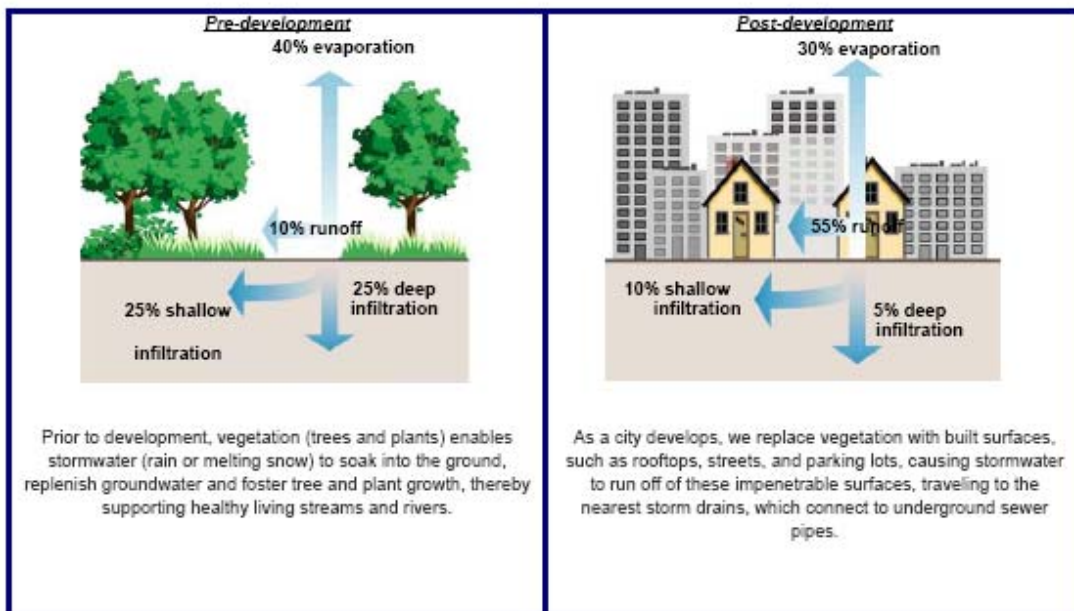 Pre-development
40% evaporation
10% runoff
25% shallow
infiltration
25% deep
infiltration
Prior to development, vegetation (trees and plants) enables
stormwater (rain or melting snow) to soak into the ground,
replenish groundwater and foster tree and plant growth, thereby
supporting healthy living streams and rivers.
Post-development
30% evaporation
55% runoff
10% shallow
infiltration
5% deep
infiltration
As a city develops, we replace vegetation with built surfaces,
such as rooftops, streets, and parking lots, causing stormwater
to run off of these impenetrable surfaces, traveling to the
nearest storm drains, which connect to underground sewer
pipes.